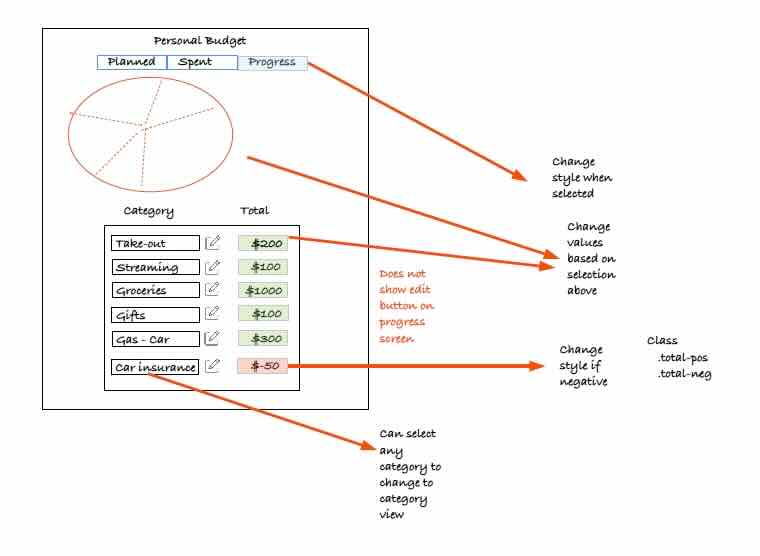 Personal Budget
Planned Spent Progress
Category Total
Take-out $200
Streaming $100
Groceries $1000
Gifts $100
Gas - Car $300
Car insurance $-50
Change
style when
selected
Change
values
based on
selection
above
Does not
show edit
button on
progress
screen
Change
style if
negative
Class
.total-pos
.total-neg
Can select
any
category to
change to
category
view